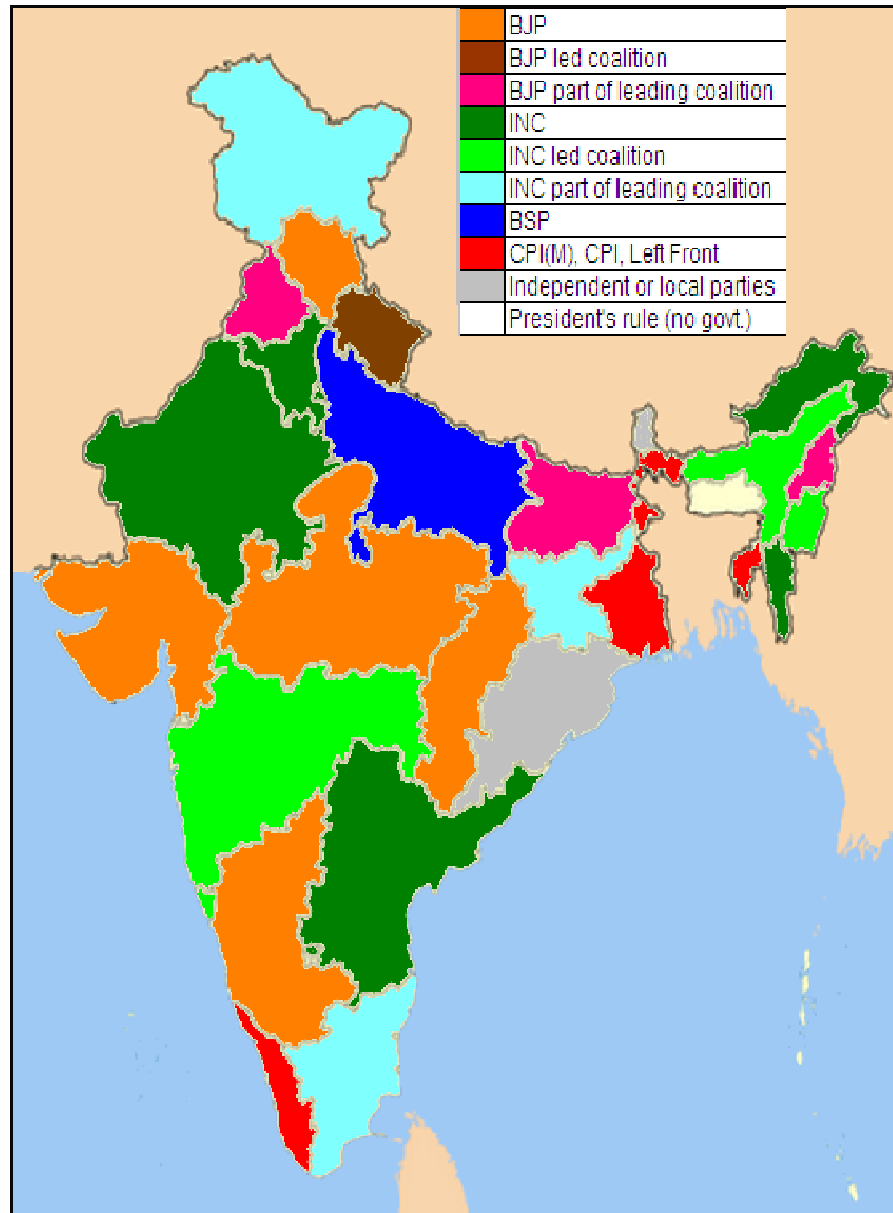 BJP
BJP led coalition
BJP part of leading coalition
INC
INC led coalition
INC part of leading coalition
BSP
CPI(M), CPI, Left Front
Independent or local parties
President's rule (no govt.)